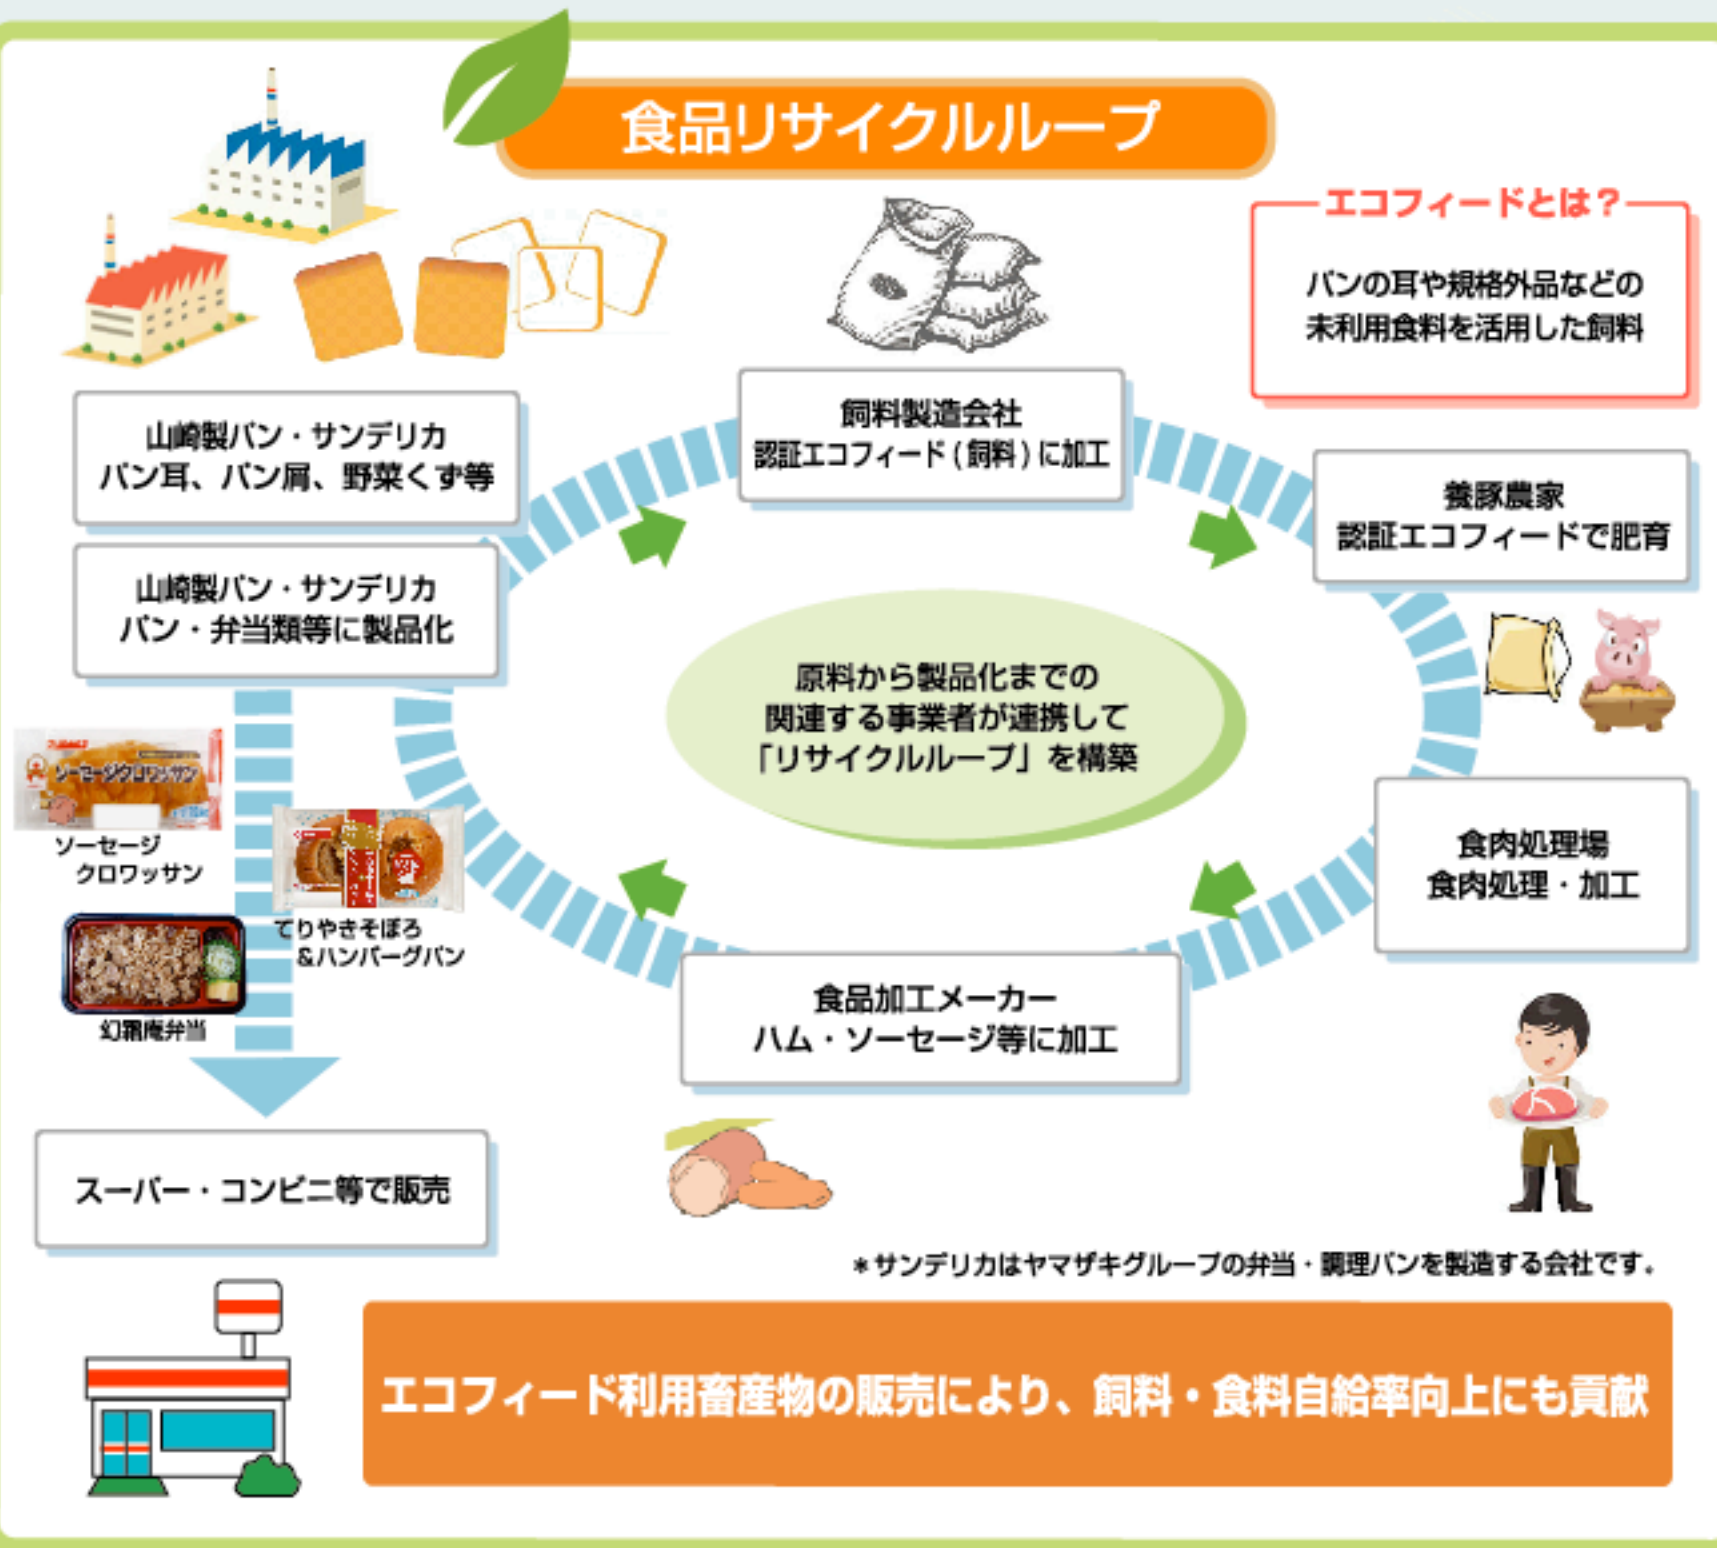 食品リサイクルループ
エコフィードとは？
パンの耳や規格外品などの
未利用食料を活用した飼料
飼料製造会社
認証エコフィード(飼料)に加工
山崎製パン・サンデリカ
パン耳、パン屑、野菜くず等
養豚農家
認証エコフィードで肥育
山崎製パン・サンデリカ
パン・弁当類等に製品化
原料から製品化までの
関連する事業者が連携して
「リサイクルループ」を構築
ソーセージクロワッサン
ソーセージ
クロワッサン
てりやきそぼろ
&ハンバーグパン
幻霜庵弁当
食肉処理場
食肉処理・加工
食品加工メーカー
ハム・ソーセージ等に加工
スーパー・コンビニ等で販売
＊サンデリカはヤマザキグループの弁当・調理パンを製造する会社です。
エコフィード利用畜産物の販売により、飼料・食料自給率向上にも貢献